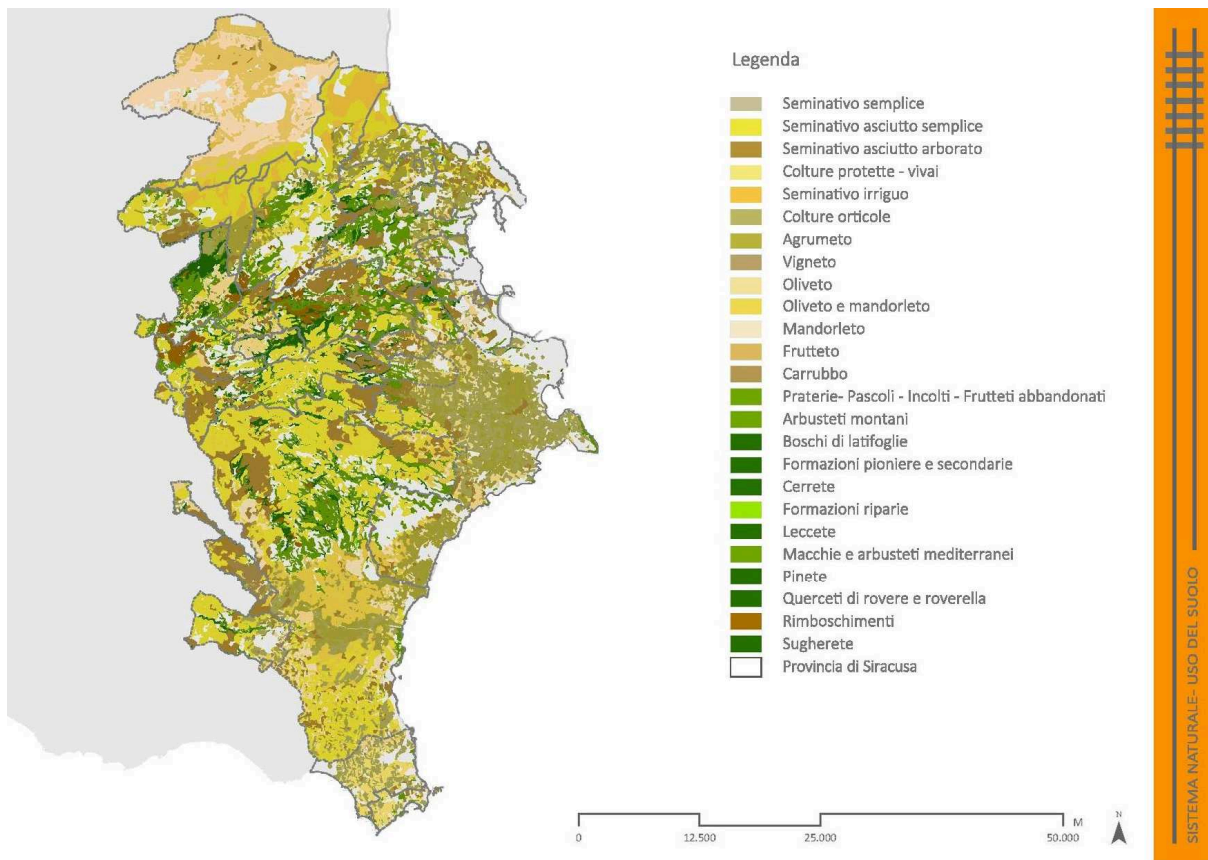 Legenda
Seminativo semplice
Seminativo asciutto semplice
Seminativo asciutto arborato
Colture protette - vivai
Seminativo irriguo
Colture orticole
Agrumeto
Vigneto
Oliveto
Oliveto e mandorleto
Mandorleto
Frutteto
Carrubbo
Praterie- Pascoli - Incolti - Frutteti abbandonati
Arbusteti montani
Boschi di latifoglie
Formazioni pioniere e secondarie
Cerrete
Formazioni riparie
Leccete
Macchie e arbusteti mediterranei
Pinete
Querceti di rovere e roverella
Rimboschimenti
Sugherete
Provincia di Siracusa
M
0 12.500 25.000 50.000
N
SISTEMA NATURALE- USO DEL SUOLO